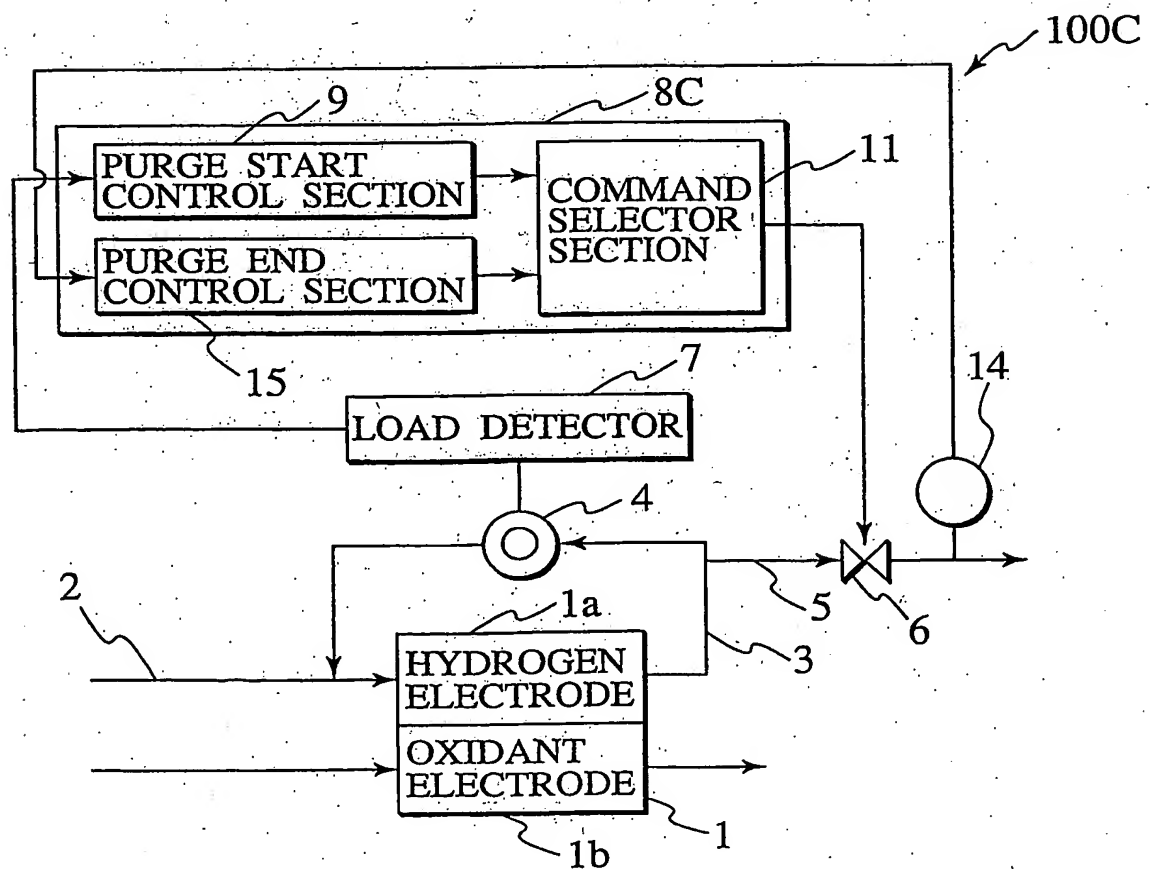 100C
9
8C
PURGE START
CONTROL SECTION
COMMAND
SELECTOR
SECTION
11
PURGE END
CONTROL SECTION
15
7
LOAD DETECTOR
14
4
2
1a
5
6
3
HYDROGEN
ELECTRODE
OXIDANT
ELECTRODE
1
1b